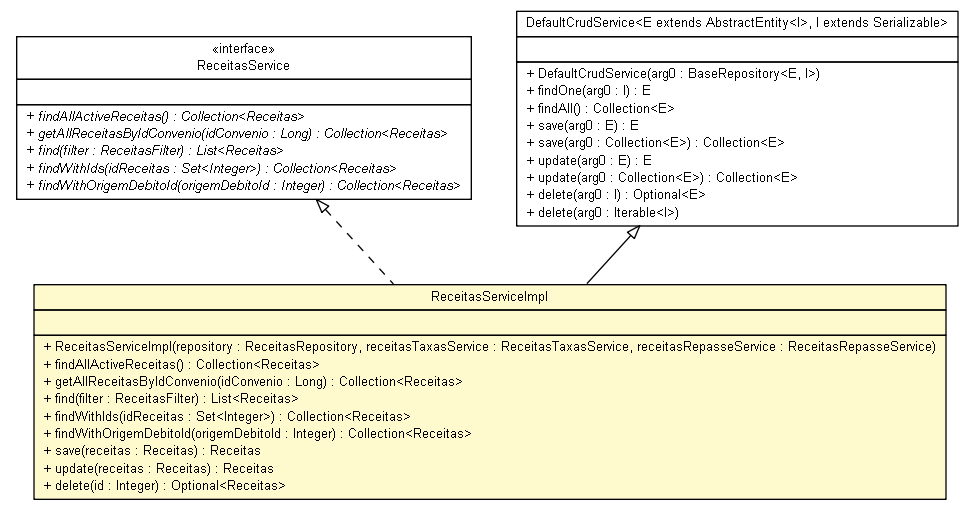 «interface»
ReceitasService
+ findAllActiveReceitas() : Collection<Receitas>
+ getAllReceitasByIdConvenio(idConvenio : Long) : Collection<Receitas>
+ find(filter : ReceitasFilter) : List<Receitas>
+ findWithIds(idReceitas : Set<Integer>) : Collection<Receitas>
+ findWithOrigemDebitoId(origemDebitoId : Integer) : Collection<Receitas>
DefaultCrudService<E extends AbstractEntity<I>, I extends Serializable>
+ DefaultCrudService(arg0 : BaseRepository<E, I>)
+ findOne(arg0 : I) : E
+ findAll() : Collection<E>
+ save(arg0 : E) : E
+ save(arg0 : Collection<E>) : Collection<E>
+ update(arg0 : E) : E
+ update(arg0 : Collection<E>) : Collection<E>
+ delete(arg0 : I) : Optional<E>
+ delete(arg0 : Iterable<I>)
ReceitasServiceImpl
+ ReceitasServiceImpl(repository : ReceitasRepository, receitasTaxasService : ReceitasTaxasService, receitasRepasseService : ReceitasRepasseService)
+ findAllActiveReceitas() : Collection<Receitas>
+ getAllReceitasByIdConvenio(idConvenio : Long) : Collection<Receitas>
+ find(filter : ReceitasFilter) : List<Receitas>
+ findWithIds(idReceitas : Set<Integer>) : Collection<Receitas>
+ findWithOrigemDebitoId(origemDebitoId : Integer) : Collection<Receitas>
+ save(receitas : Receitas) : Receitas
+ update(receitas : Receitas) : Receitas
+ delete(id : Integer) : Optional<Receitas>